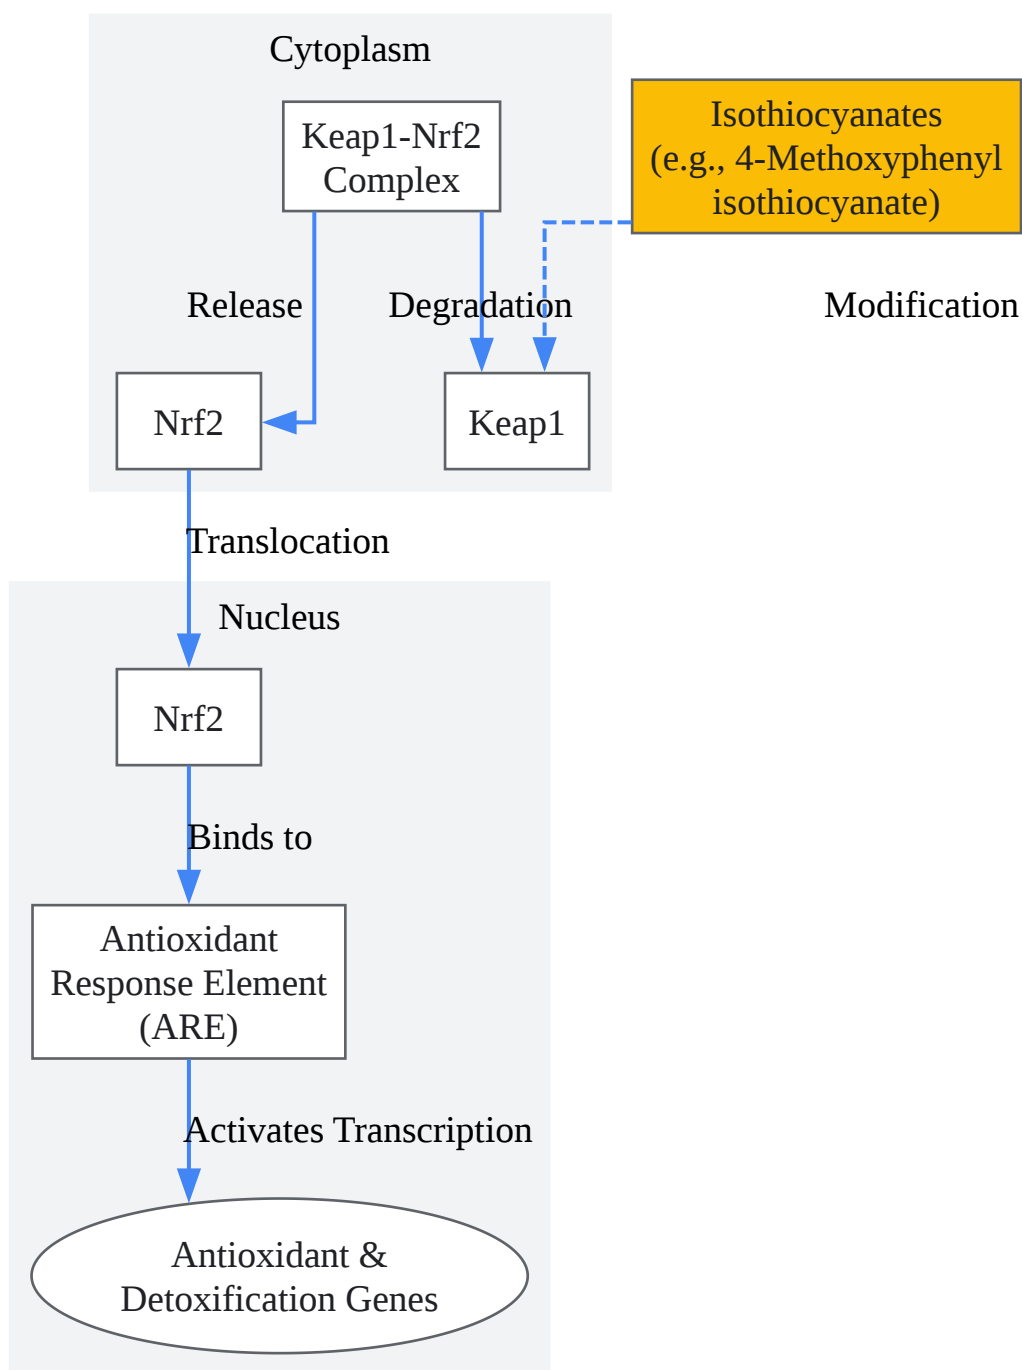 Cytoplasm
Keap1-Nrf2
Complex
Isothiocyanates
(e.g., 4-Methoxyphenyl
isothiocyanate)
Release
Degradation
Modification
Nrf2
Keap1
Translocation
Nucleus
Nrf2
Binds to
Antioxidant
Response Element
(ARE)
Activates Transcription
Antioxidant &
Detoxification Genes